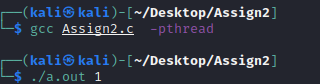 ┌──(kali㉿kali)-[~/Desktop/Assign2]
└─$ gcc Assign2.c -pthread
┌──(kali㉿kali)-[~/Desktop/Assign2]
└─$ ./a.out 1